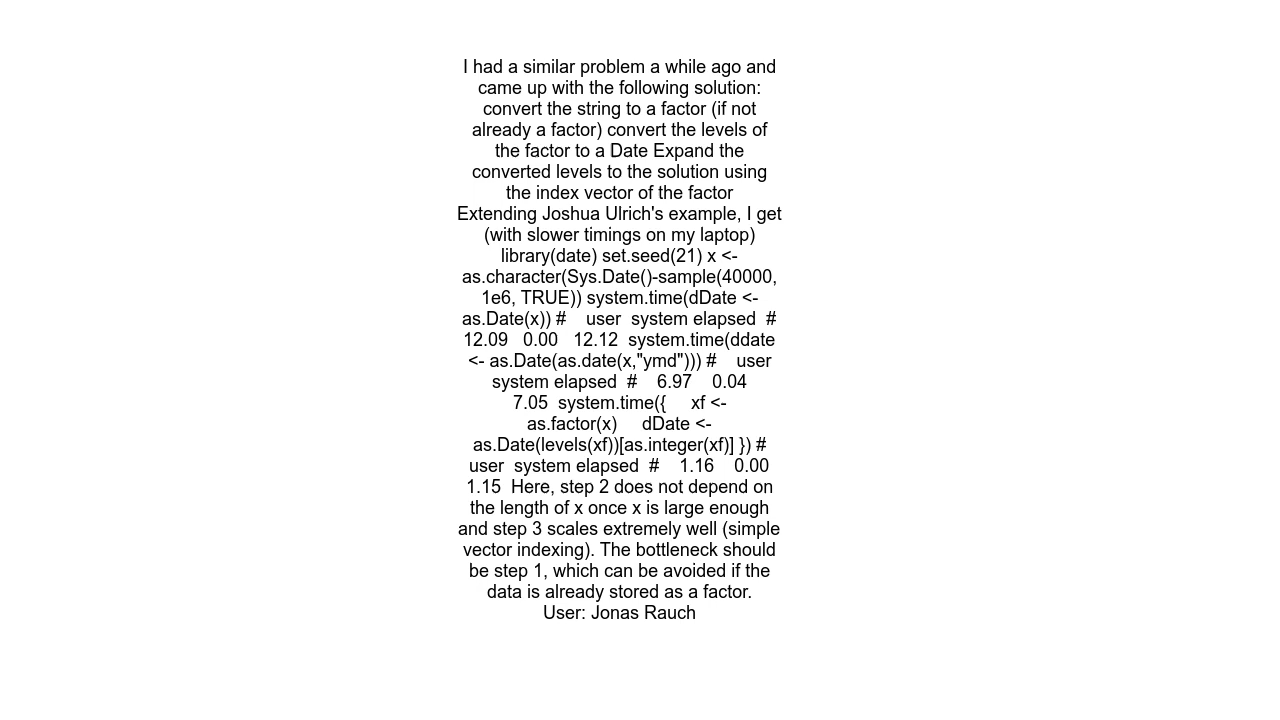 I had a similar problem a while ago and
came up with the following solution:
convert the string to a factor (if not
already a factor) convert the levels of
the factor to a Date Expand the
converted levels to the solution using
the index vector of the factor
Extending Joshua Ulrich's example, I get
(with slower timings on my laptop)
library(date) set.seed(21) x <-
as.character(Sys.Date()-sample(40000,
1e6, TRUE)) system.time(dDate <-
as.Date(x)) #    user  system elapsed  #
12.09   0.00   12.12  system.time(ddate
<- as.Date(as.date(x,"ymd"))) #    user
system elapsed  #    6.97    0.04
7.05  system.time({     xf <-
as.factor(x)     dDate <-
as.Date(levels(xf))[as.integer(xf)] }) #
user  system elapsed  #    1.16    0.00
1.15  Here, step 2 does not depend on
the length of x once x is large enough
and step 3 scales extremely well (simple
vector indexing). The bottleneck should
be step 1, which can be avoided if the
data is already stored as a factor.
User: Jonas Rauch